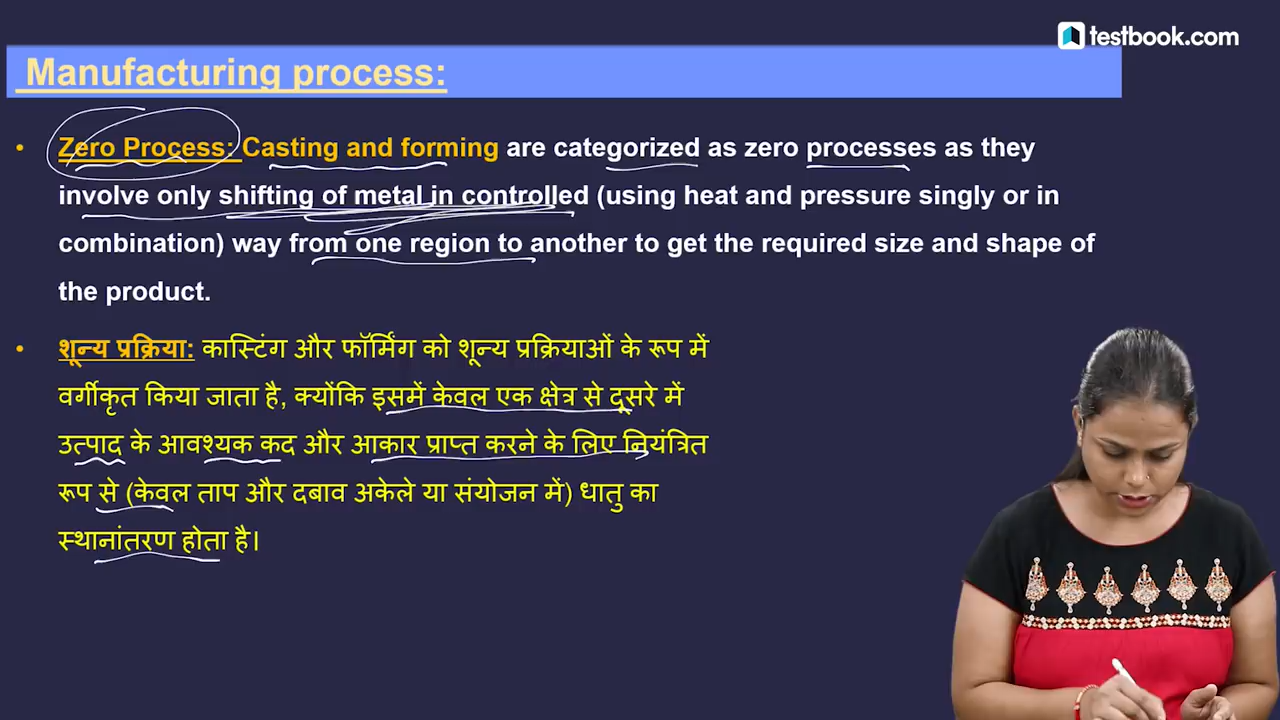 testbook.com
Manufacturing process:
• Zero Process: Casting and forming are categorized as zero processes as they
involve only shifting of metal in controlled (using heat and pressure singly or in
combination) way from one region to another to get the required size and shape of
the product.
• शून्य प्रक्रिया: कास्टिंग और फॉर्मिंग को शून्य प्रक्रियाओं के रूप में
वर्गीकृत किया जाता है, क्योंकि इसमें केवल एक क्षेत्र से दूसरे में
उत्पाद के आवश्यक कद और आकार प्राप्त करने के लिए नियंत्रित
रूप से (केवल ताप और दबाव अकेले या संयोजन में) धातु का
स्थानांतरण होता है।